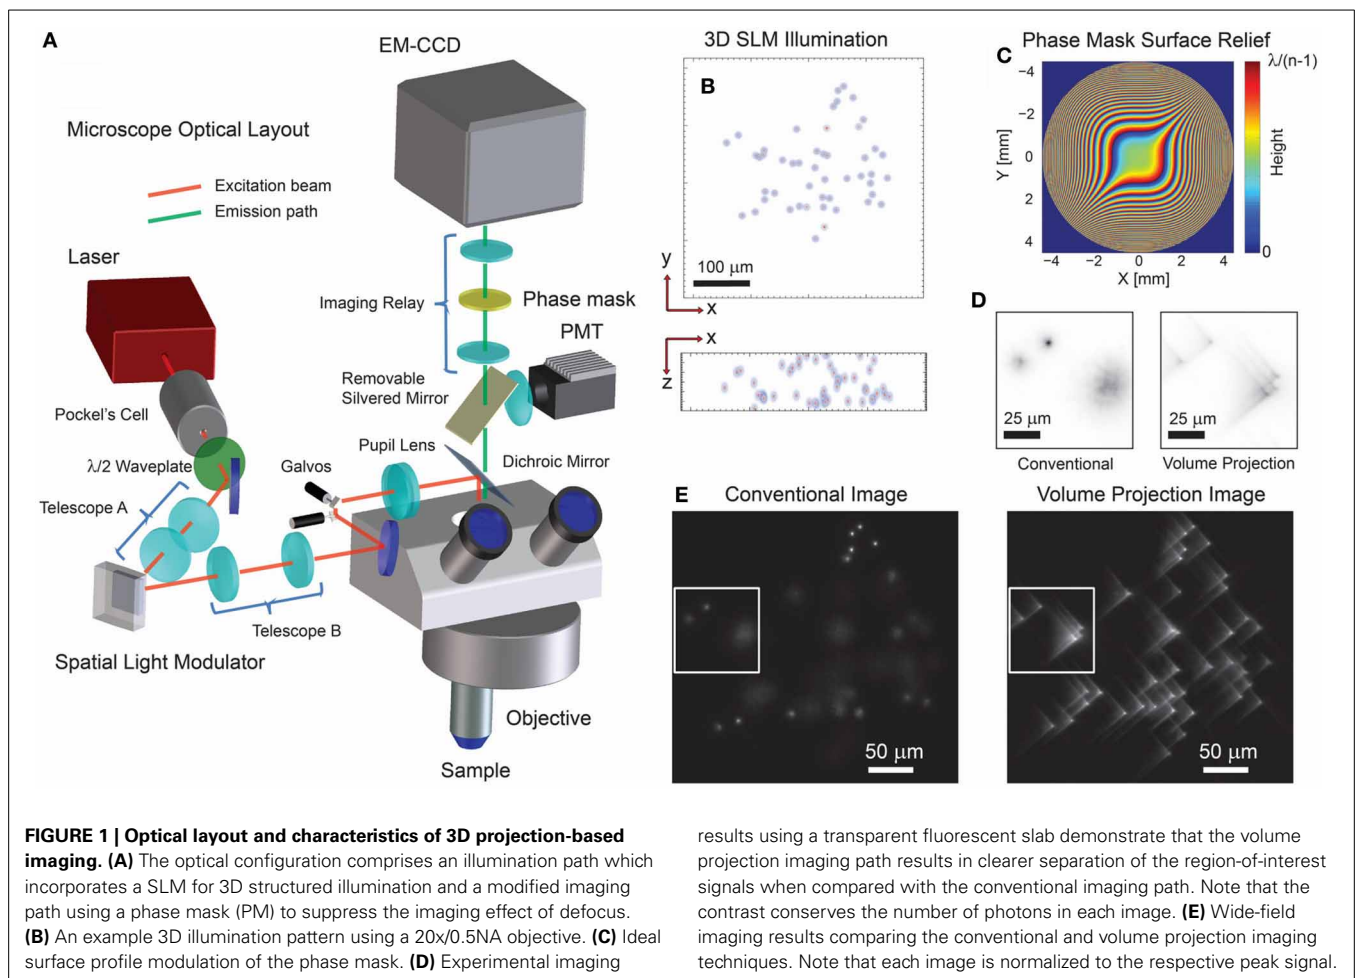 A
EM-CCD
Microscope Optical Layout
Excitation beam
Emission path
Laser
Imaging Relay
Phase mask
PMT
Removable
Silvered Mirror
Pockel's Cell
Pupil Lens
Dichroic Mirror
λ/2 Waveplate
Galvos
Telescope A
Telescope B
Spatial Light Modulator
Objective
Sample
3D SLM Illumination
B
100 μm
y
x
x
z
Phase Mask Surface Relief
C
λ/(n-1)
−4
−2
0
2
4
Y [mm]
Height
0
−4 −2 0 2 4
X [mm]
D
25 μm
25 μm
Conventional
Volume Projection
E
Conventional Image
Volume Projection Image
50 μm
50 μm
FIGURE 1 | Optical layout and characteristics of 3D projection-based
imaging. (A) The optical configuration comprises an illumination path which
incorporates a SLM for 3D structured illumination and a modified imaging
path using a phase mask (PM) to suppress the imaging effect of defocus.
(B) An example 3D illumination pattern using a 20x/0.5NA objective. (C) Ideal
surface profile modulation of the phase mask. (D) Experimental imaging
results using a transparent fluorescent slab demonstrate that the volume
projection imaging path results in clearer separation of the region-of-interest
signals when compared with the conventional imaging path. Note that the
contrast conserves the number of photons in each image. (E) Wide-field
imaging results comparing the conventional and volume projection imaging
techniques. Note that each image is normalized to the respective peak signal.